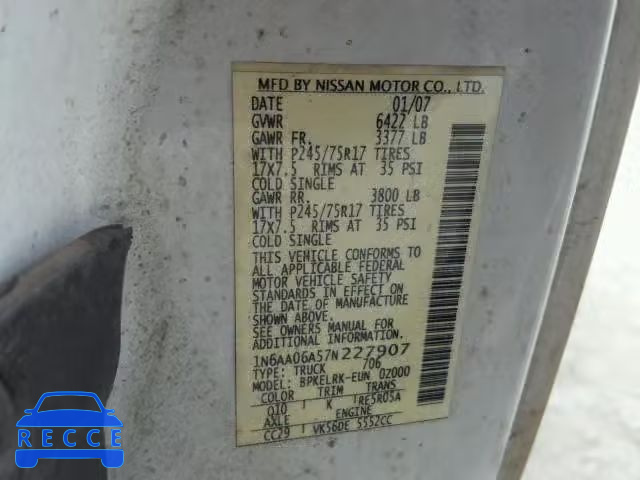 MFD BY NISSAN MOTOR CO., LTD.
DATE 01/07
GVWR 6427 LB
GAWR FR. 3377 LB
WITH P245/75R17 TIRES
17X7.5 RIMS AT 35 PSI
COLD SINGLE
GAWR RR. 3800 LB
WITH P245/75R17 TIRES
17X7.5 RIMS AT 35 PSI
COLD SINGLE
THIS VEHICLE CONFORMS TO
ALL APPLICABLE FEDERAL
MOTOR VEHICLE SAFETY
STANDARDS IN EFFECT ON
THE DATE OF MANUFACTURE
SHOWN ABOVE.
SEE OWNERS MANUAL FOR
ADDITIONAL INFORMATION.
1N6AA06A57N227907
TYPE: TRUCK 706
MODEL: BPKELRK-EUN 02000
COLOR TRIM TRANS
Q10 K RE5R05A
AXLE ENGINE
CC29 VK56DE 5552CC
RECCE